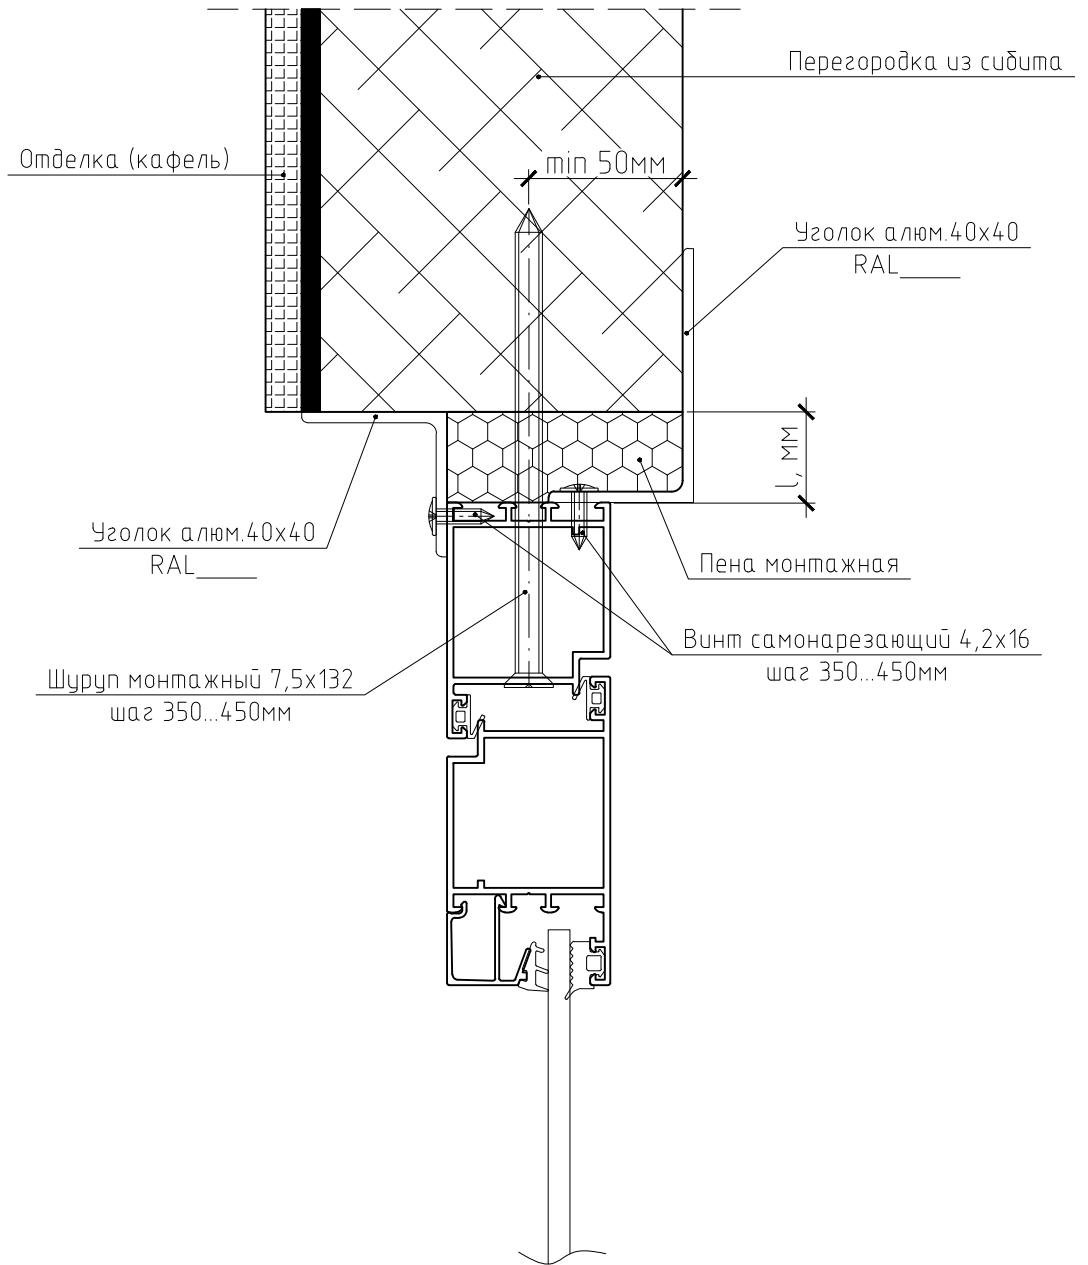 Перегородка из сибита
Отделка (кафель)
min 50мм
Уголок алюм.40х40
RAL_____
l, мм
Уголок алюм.40х40
RAL_____
Пена монтажная
Винт самонарезающий 4,2х16
шаг 350...450мм
Шуруп монтажный 7,5х132
шаг 350...450мм